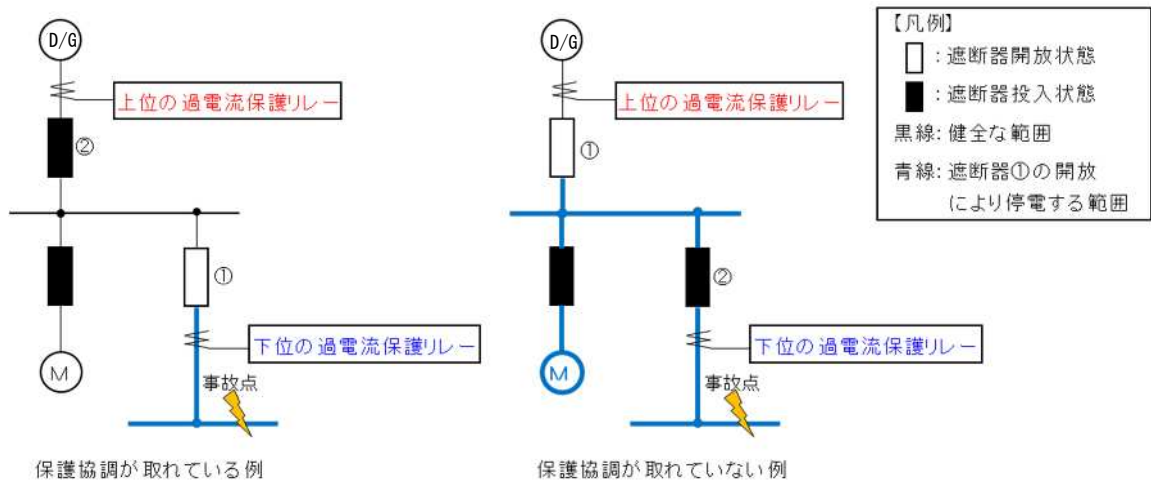 D/G
上位の過電流保護リレー
②
①
下位の過電流保護リレー
M
事故点
保護協調が取れている例
D/G
上位の過電流保護リレー
①
②
下位の過電流保護リレー
M
事故点
保護協調が取れていない例
【凡例】
：遮断器開放状態
：遮断器投入状態
黒線：健全な範囲
青線：遮断器①の開放
により停電する範囲